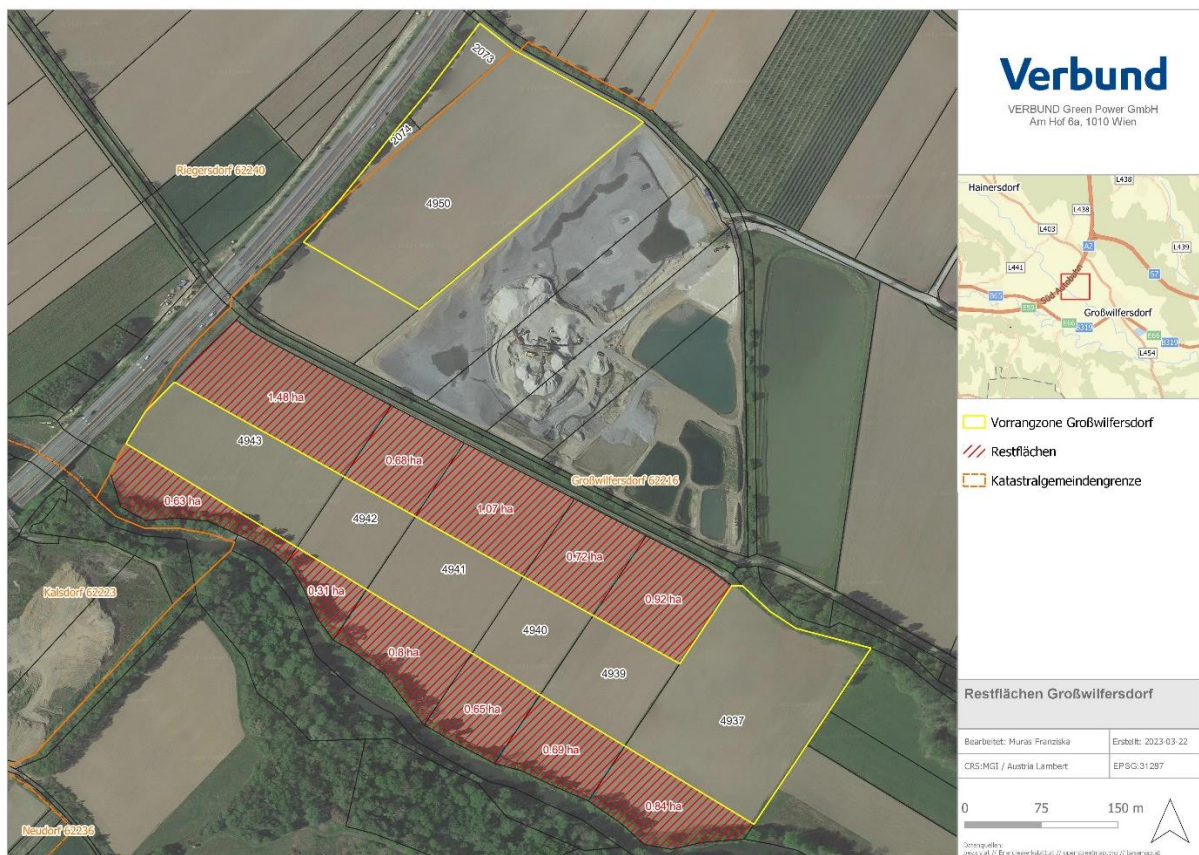 2073
2074
Riegersdorf 62240
4950
1.48 ha
4943
0.68 ha
Großwilfersdorf 62216
1.07 ha
0.63 ha
4942
0.72 ha
4941
0.92 ha
Kalsdorf 62223
0.31 ha
4940
0.8 ha
4939
0.65 ha
4937
0.69 ha
0.84 ha
Neudorf 62236
Verbund
VERBUND Green Power GmbH
Am Hof 6a, 1010 Wien
L438
Hainersdorf
L438
L403
A2
L439
L441
S7
Süd-Autobahn
B65
E59
Großwilfersdorf
E66
B319
E66
B319
L454
Vorrangzone Großwilfersdorf
Restflächen
Katastralgemeindengrenze
Restflächen Großwilfersdorf
Bearbeitet: Muras Franziska
Erstellt: 2023-03-22
CRS:MGI / Austria Lambert
EPSG:31287
0 75 150 m
Datenquellen: